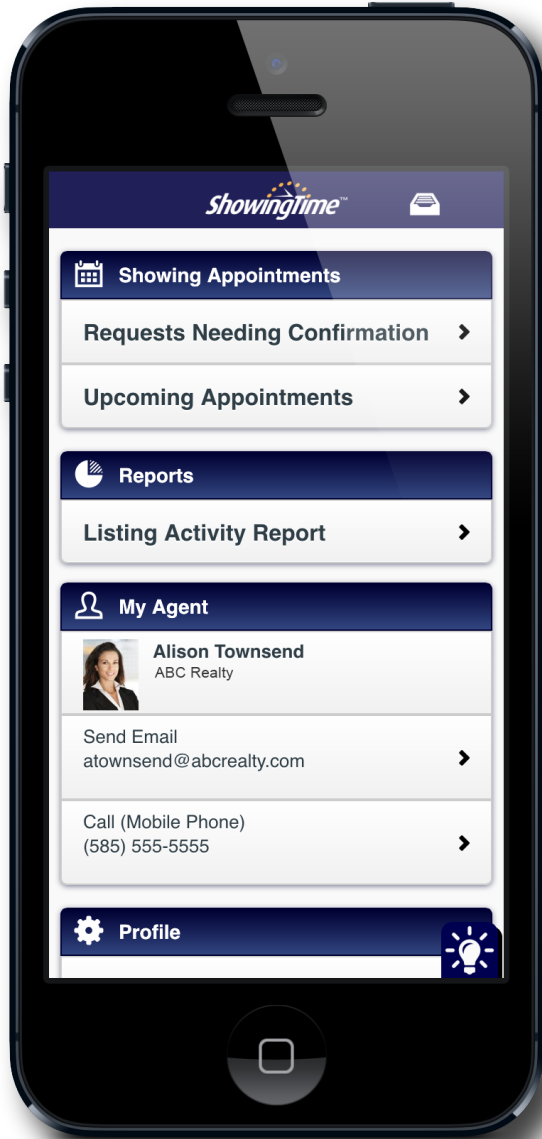 ShowingTime™
Showing Appointments
Requests Needing Confirmation
Upcoming Appointments
Reports
Listing Activity Report
My Agent
Alison Townsend
ABC Realty
Send Email
atownsend@abcrealty.com
Call (Mobile Phone)
(585) 555-5555
Profile